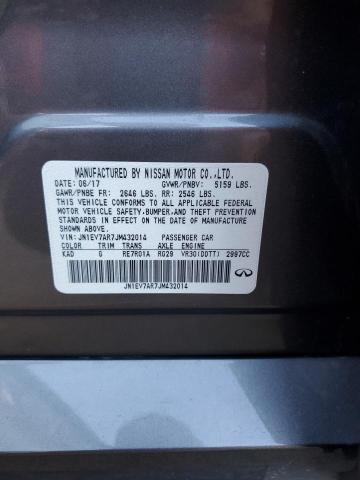 MANUFACTURED BY NISSAN MOTOR CO.,LTD.
DATE: 06/17 GVWR/PNBV: 5159 LBS.
GAWR/PNBE FR: 2646 LBS. RR: 2546 LBS.
THIS VEHICLE CONFORMS TO ALL APPLICABLE FEDERAL
MOTOR VEHICLE SAFETY,BUMPER,AND THEFT PREVENTION
STANDARDS IN EFFECT ON THE DATE OF MANUFACTURE
SHOWN ABOVE.
VIN: JN1EV7AR7JM432014 PASSENGER CAR
COLOR TRIM TRANS AXLE ENGINE
KAD G RE7R01A RG29 VR30(DDTT) 2997CC
JN1EV7AR7JM432014